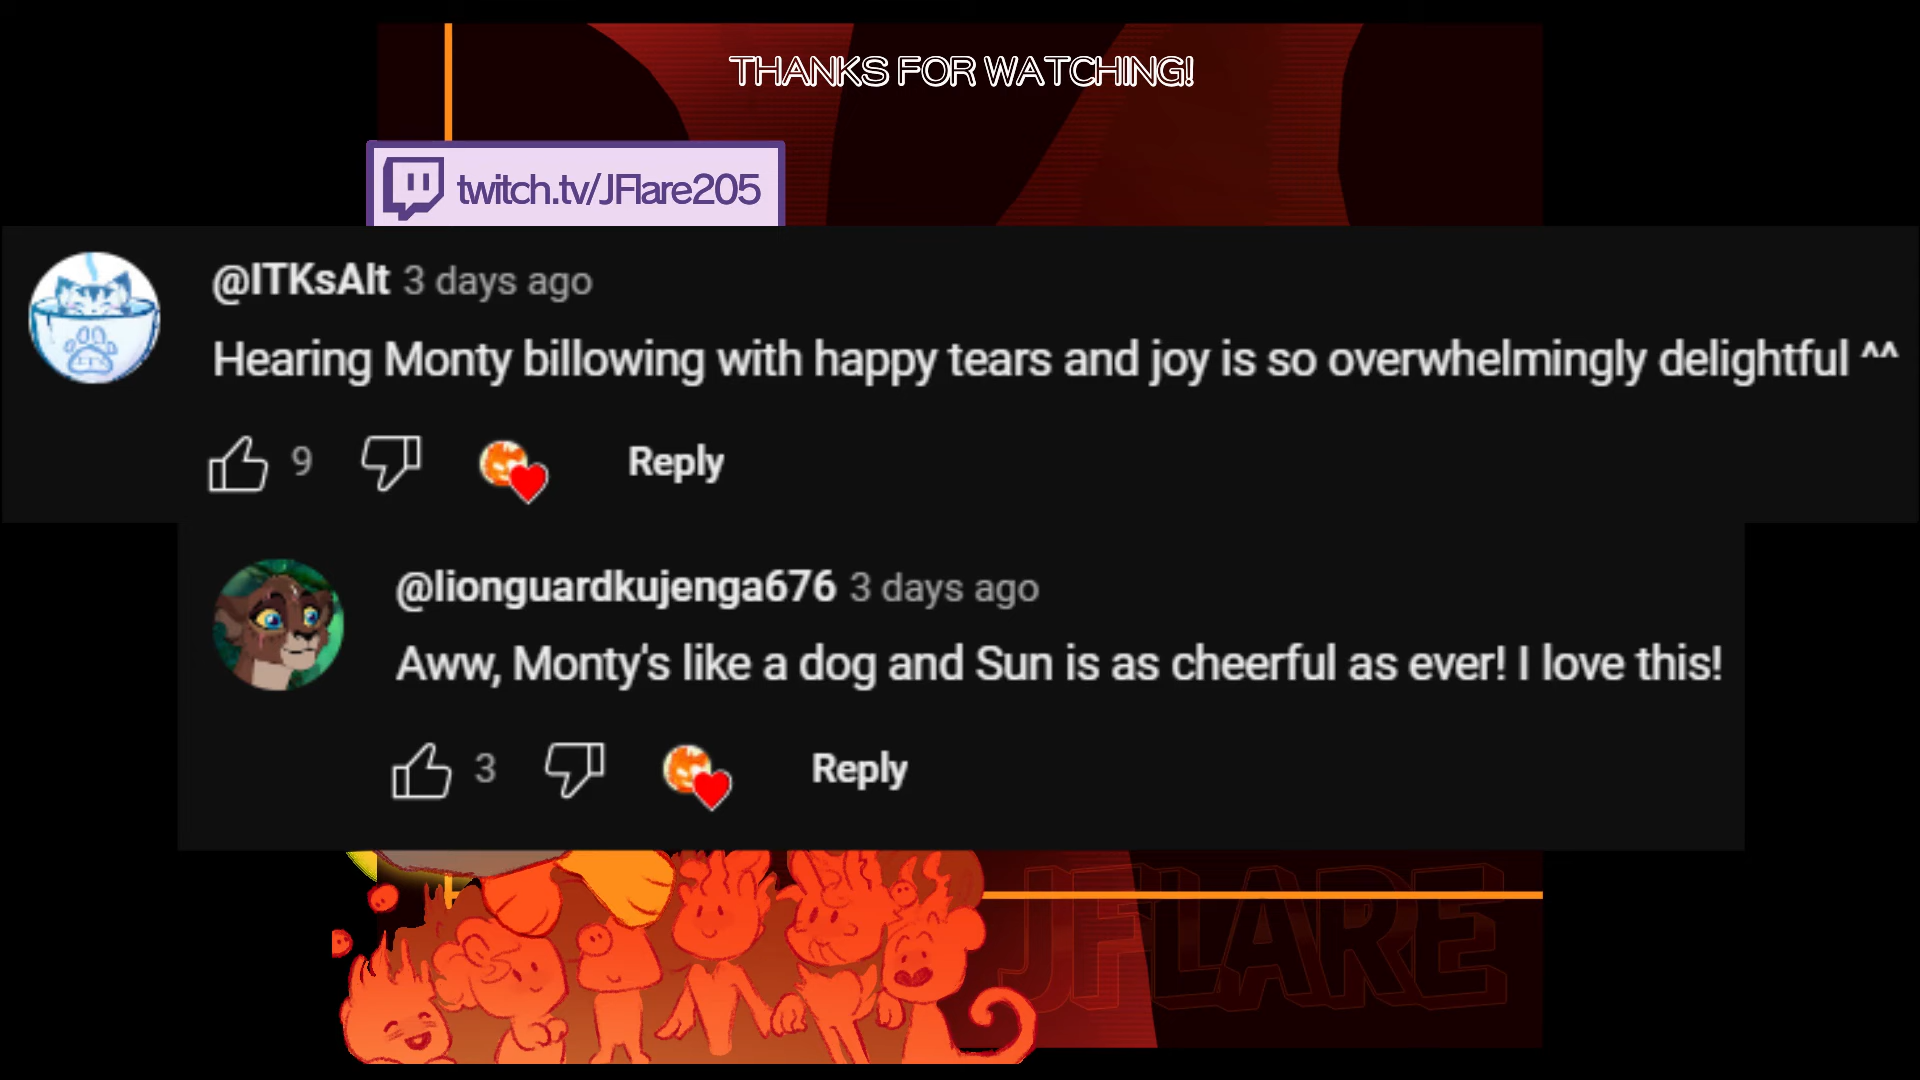 THANKS FOR WATCHING!
twitch.tv/JFlare205
@ITKsAlt 3 days ago
Hearing Monty billowing with happy tears and joy is so overwhelmingly delightful ^^
9 Reply
@lionguardkujenga676 3 days ago
Aww, Monty's like a dog and Sun is as cheerful as ever! I love this!
3 Reply
JFLARE